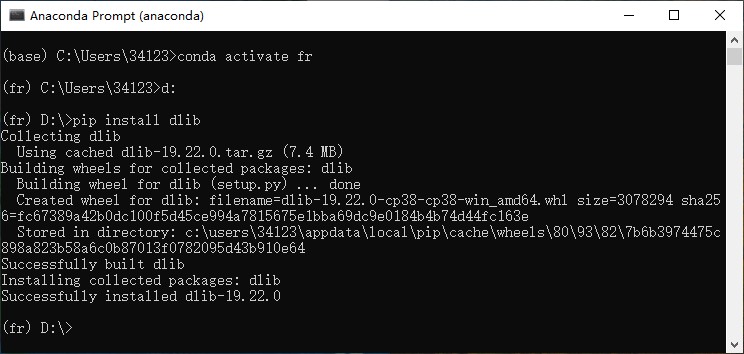 Anaconda Prompt (anaconda)
(base) C:\Users\34123>conda activate fr
(fr) C:\Users\34123>d:
(fr) D:\>pip install dlib
Collecting dlib
  Using cached dlib-19.22.0.tar.gz (7.4 MB)
Building wheels for collected packages: dlib
  Building wheel for dlib (setup.py) ... done
  Created wheel for dlib: filename=dlib-19.22.0-cp38-cp38-win_amd64.whl size=3078294 sha25
6=fc67389a42b0dc100f5d45ce994a7815675e1bba69dc9e0184b4b74d44fc163e
  Stored in directory: c:\users\34123\appdata\local\pip\cache\wheels\80\93\82\7b6b3974475c
898a823b58a6c0b87013f0782095d43b910e64
Successfully built dlib
Installing collected packages: dlib
Successfully installed dlib-19.22.0
(fr) D:\>